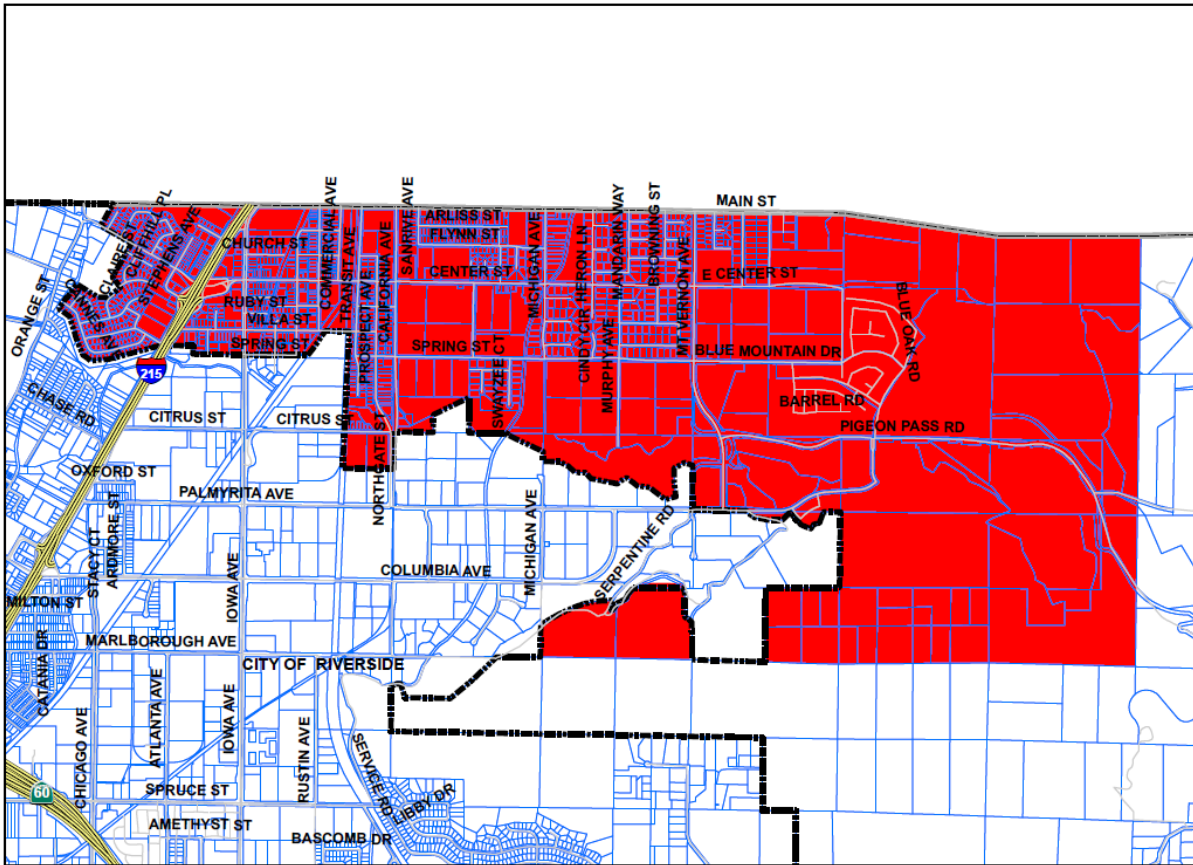 MAIN ST
CLAIRE ST
CLIFFHILL PL
STEPHENS AVE
CHURCH ST
COMMERCIAL AVE
TRANSIT AVE
PROSPECT AVE
CALIFORNIA AVE
SANRIVE AVE
ARLISS ST
FLYNN ST
CENTER ST
MICHIGAN AVE
CINDY CIR
HERON LN
MANDARIN WAY
MURPHY AVE
BROWNING ST
MT VERNON AVE
E CENTER ST
BLUE OAK RD
ORANGE ST
RUBY ST
VILLA ST
SPRING ST
SPRING ST
SWAYZEE CT
BLUE MOUNTAIN DR
215
BARREL RD
CHASE RD
CITRUS ST
CITRUS ST
NORTHGATE ST
PIGEON PASS RD
OXFORD ST
PALMYRITA AVE
STACY CT
ARDMORE ST
IOWA AVE
COLUMBIA AVE
MICHIGAN AVE
SERPENTINE RD
MILTON ST
MARLBOROUGH AVE
CITY OF RIVERSIDE
CATANIA DR
CHICAGO AVE
ATLANTA AVE
IOWA AVE
RUSTIN AVE
SERVICE RD
60
SPRUCE ST
LIBBY DR
AMETHYST ST
BASCOMB DR